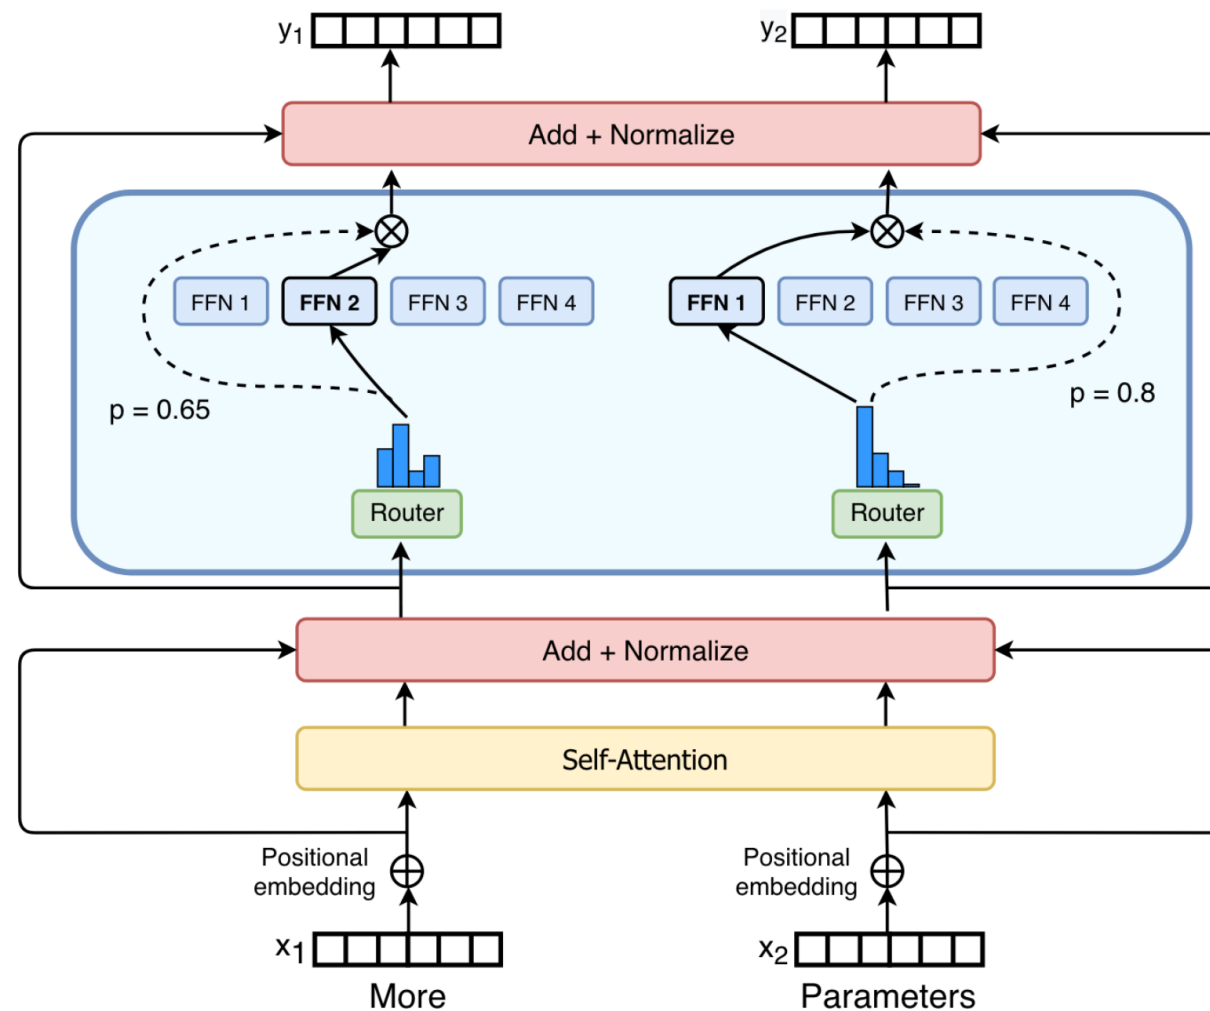 y1
y2
Add + Normalize
FFN 1
FFN 2
FFN 3
FFN 4
FFN 1
FFN 2
FFN 3
FFN 4
p = 0.65
p = 0.8
Router
Router
Add + Normalize
Self-Attention
Positional
embedding
Positional
embedding
x1
x2
More
Parameters